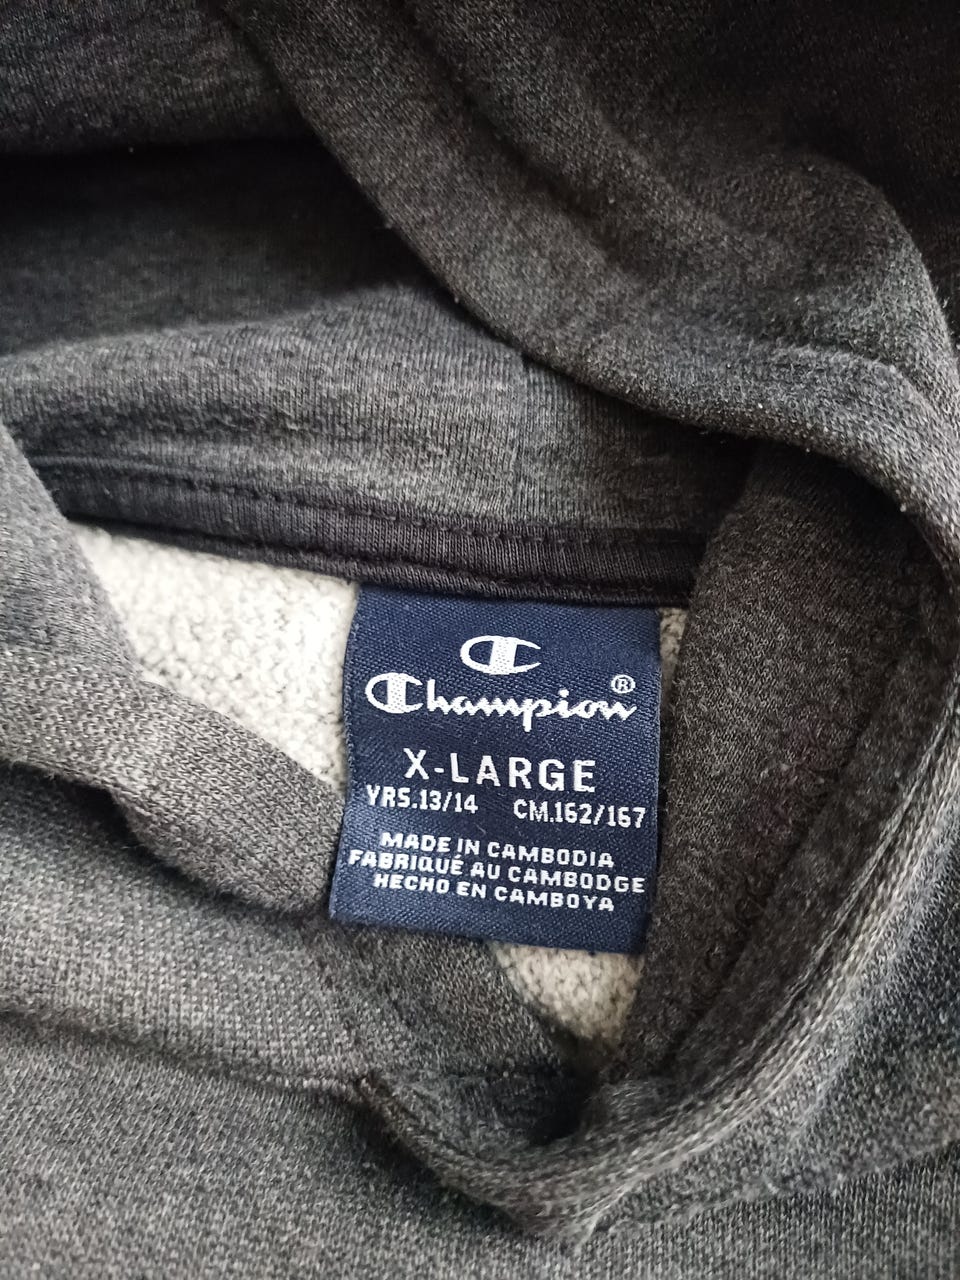 Champion®
X-LARGE
YRS.13/14 CM.162/167
MADE IN CAMBODIA
FABRIQUÉ AU CAMBODGE
HECHO EN CAMBOYA